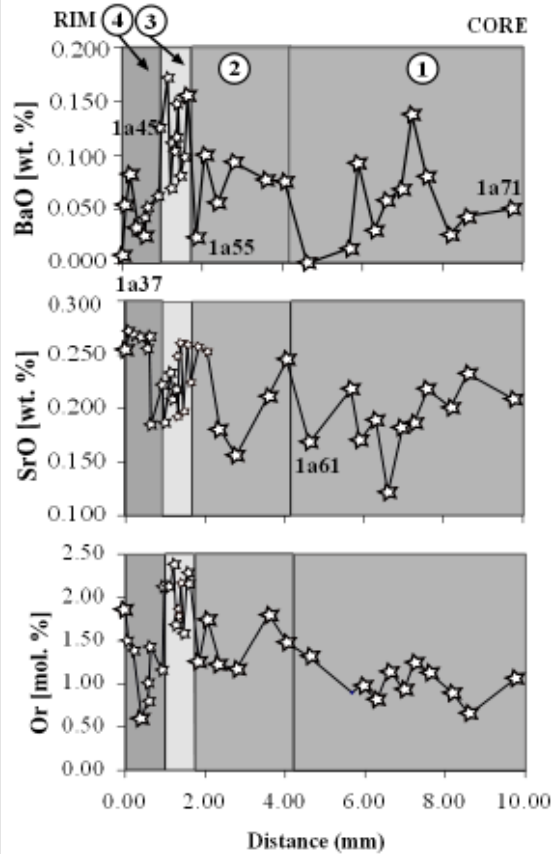 RIM 4 3 CORE
0.200
2 1
0.150
1a45
0.100
1a71
0.050
1a55
0.000
BaO [wt. %]
1a37
0.300
0.250
0.200
1a61
0.150
0.100
SrO [wt. %]
2.50
2.00
1.50
1.00
0.50
0.00
Or [mol. %]
0.00 2.00 4.00 6.00 8.00 10.00
Distance (mm)